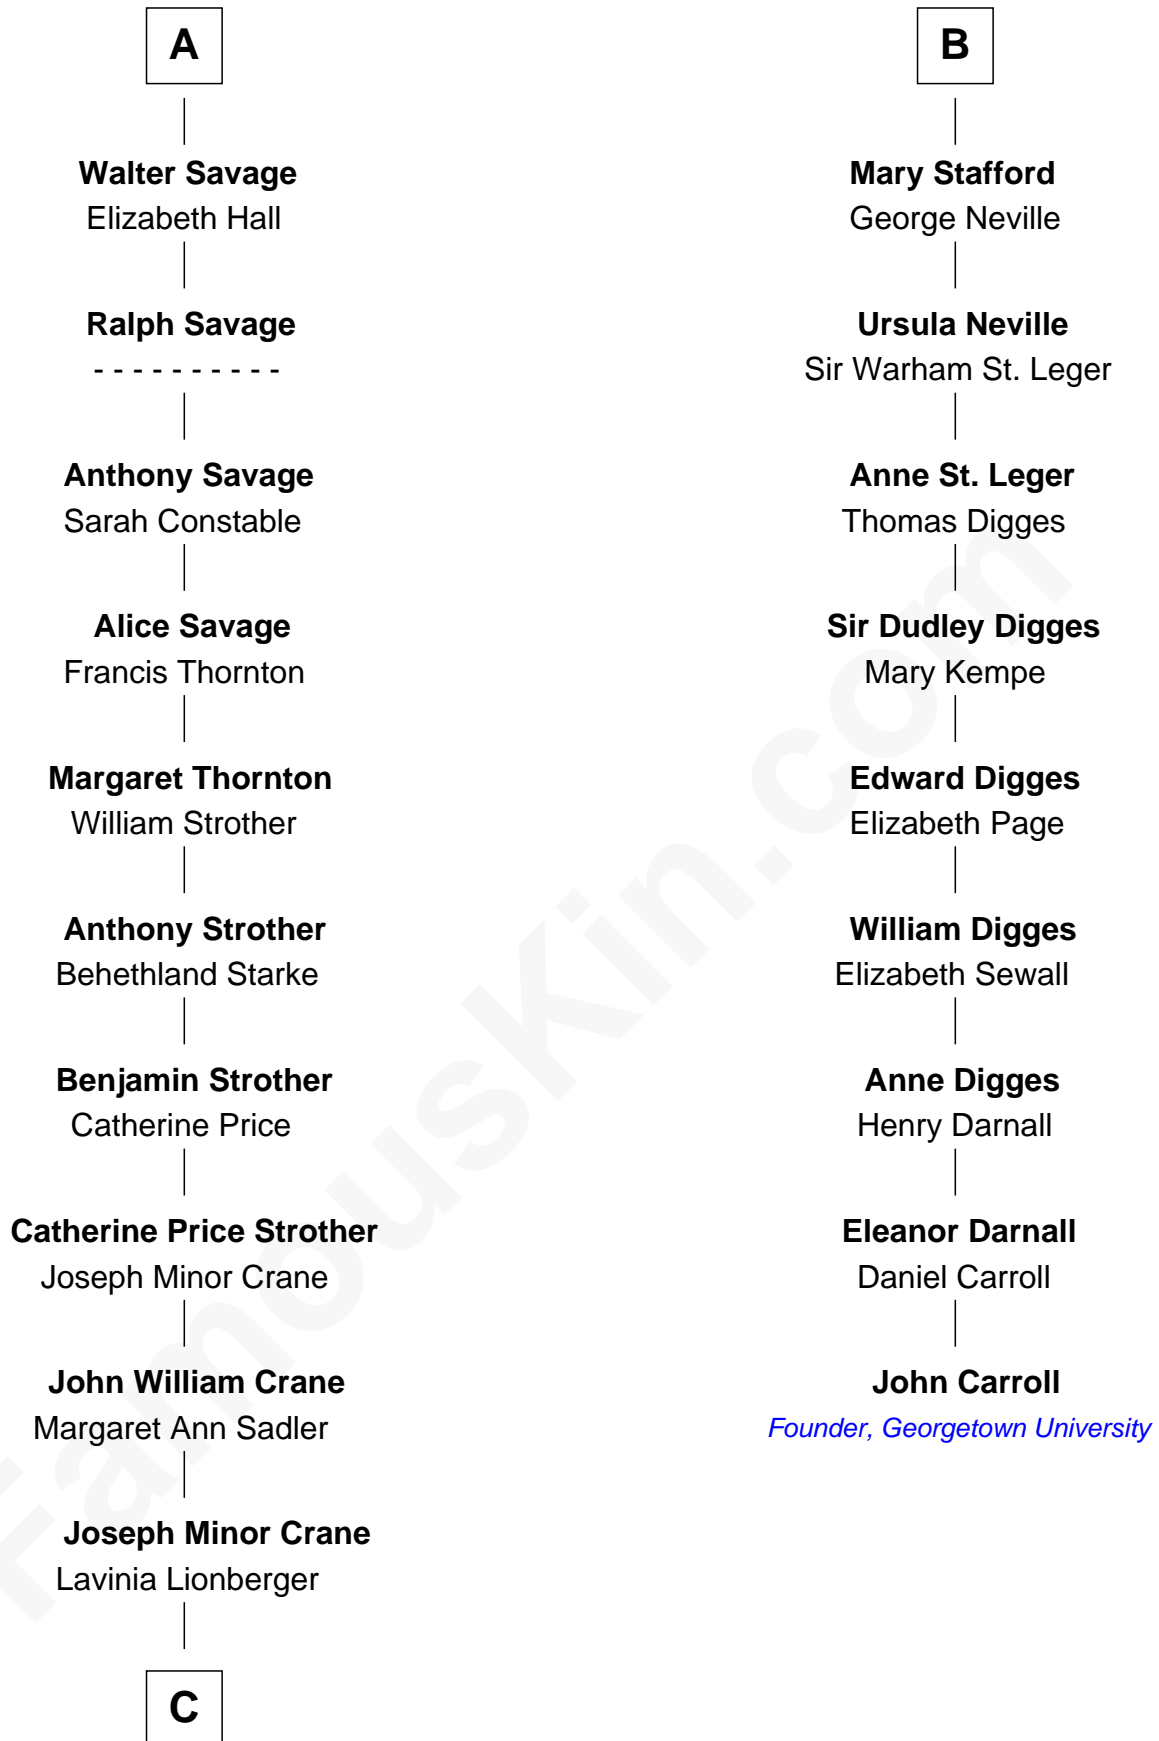 A
Walter Savage
Elizabeth Hall
Ralph Savage
- - - - - - - - - -
Anthony Savage
Sarah Constable
Alice Savage
Francis Thornton
Margaret Thornton
William Strother
Anthony Strother
Behethland Starke
Benjamin Strother
Catherine Price
Catherine Price Strother
Joseph Minor Crane
John William Crane
Margaret Ann Sadler
Joseph Minor Crane
Lavinia Lionberger
C
B
Mary Stafford
George Neville
Ursula Neville
Sir Warham St. Leger
Anne St. Leger
Thomas Digges
Sir Dudley Digges
Mary Kempe
Edward Digges
Elizabeth Page
William Digges
Elizabeth Sewall
Anne Digges
Henry Darnall
Eleanor Darnall
Daniel Carroll
John Carroll
Founder, Georgetown University
FamousKin.com